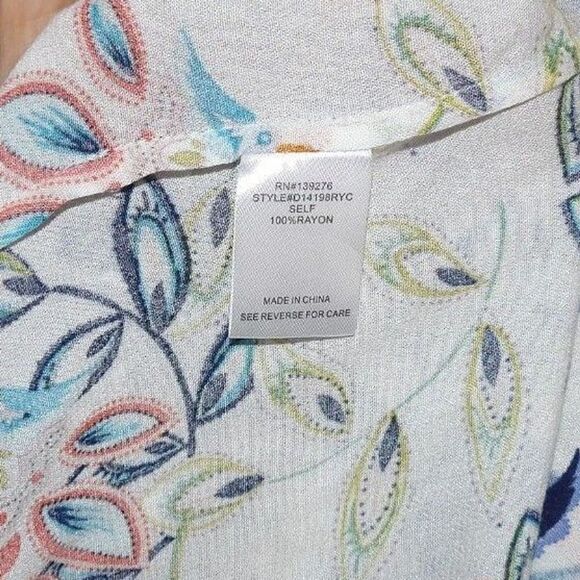 RN#139276
STYLE#D14198RYC
SELF
100%RAYON
MADE IN CHINA
SEE REVERSE FOR CARE